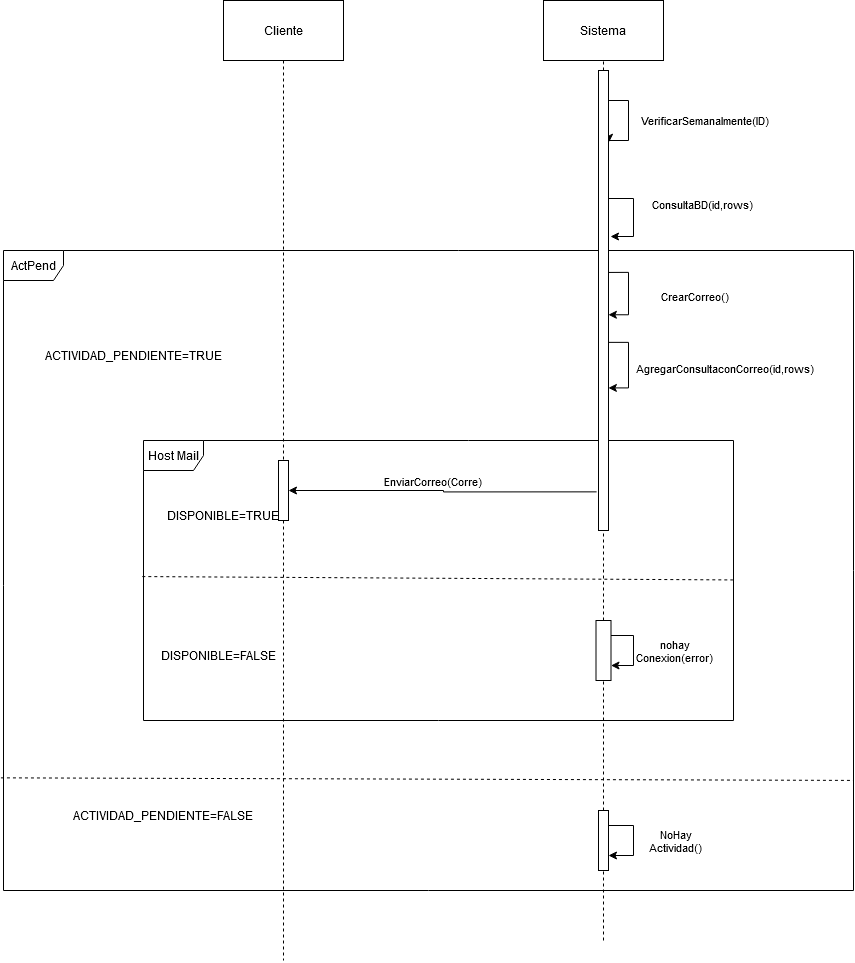 Cliente
Sistema
VerificarSemanalmente(ID)
ConsultaBD(id,rows)
ActPend
CrearCorreo()
ACTIVIDAD_PENDIENTE=TRUE
AgregarConsultaconCorreo(id,rows)
Host Mail
EnviarCorreo(Corre)
DISPONIBLE=TRUE
nohay
Conexion(error)
DISPONIBLE=FALSE
ACTIVIDAD_PENDIENTE=FALSE
NoHay
Actividad()